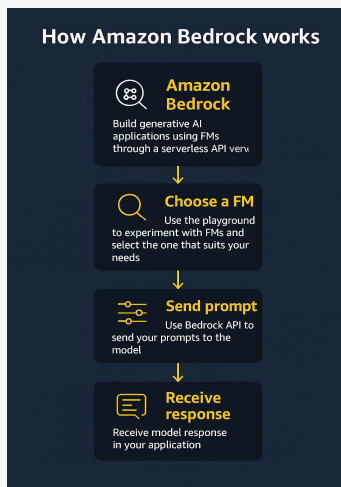 How Amazon Bedrock works
Amazon
Bedrock
Build generative AI
applications using FMs
through a serverless API
Choose a FM
Use the playground
to experiment with FMs and
select the one that suits your
needs
Send prompt
Use Bedrock API to
send your prompts to the
model
Receive
response
Receive model response
in your application